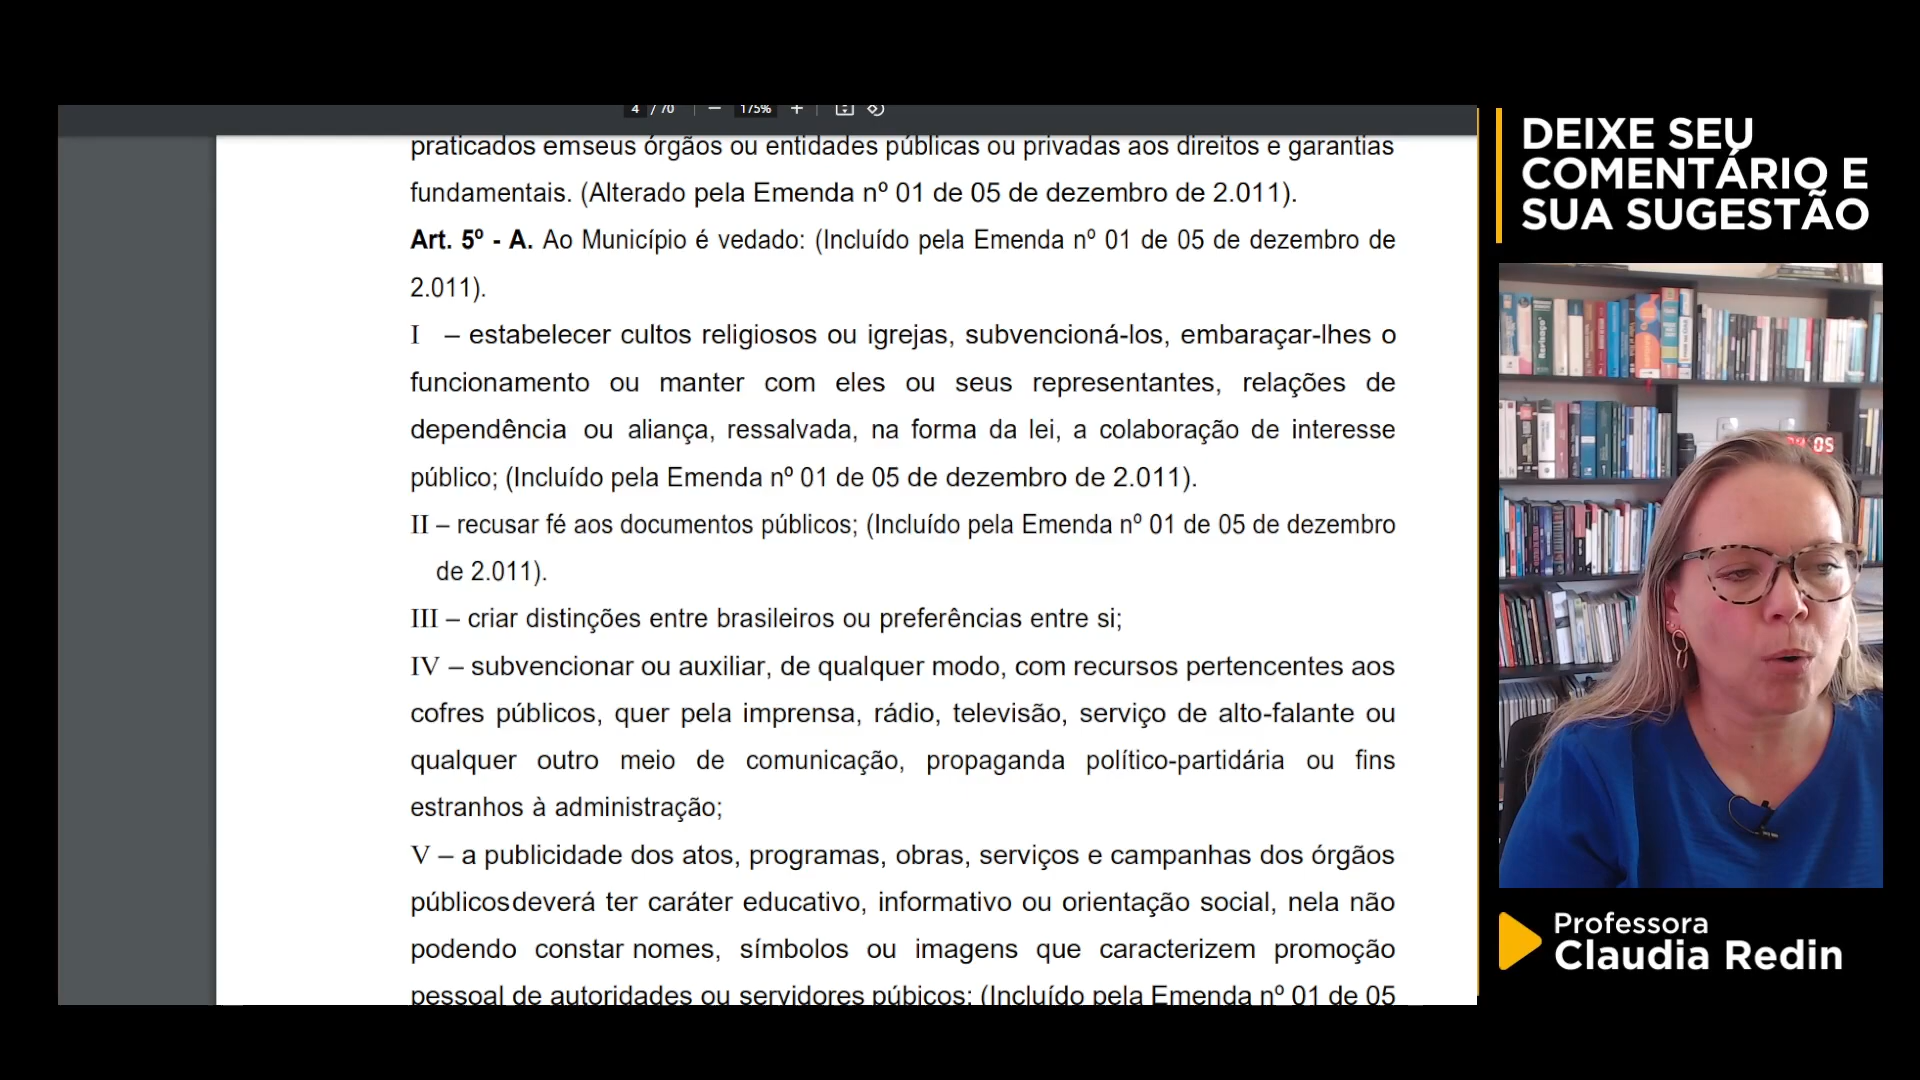 4 / 70 — 175% +
praticados emseus órgãos ou entidades públicas ou privadas aos direitos e garantias
fundamentais. (Alterado pela Emenda nº 01 de 05 de dezembro de 2.011).
Art. 5º - A. Ao Município é vedado: (Incluído pela Emenda nº 01 de 05 de dezembro de
2.011).
I – estabelecer cultos religiosos ou igrejas, subvencioná-los, embaraçar-lhes o
funcionamento ou manter com eles ou seus representantes, relações de
dependência ou aliança, ressalvada, na forma da lei, a colaboração de interesse
público; (Incluído pela Emenda nº 01 de 05 de dezembro de 2.011).
II – recusar fé aos documentos públicos; (Incluído pela Emenda nº 01 de 05 de dezembro
de 2.011).
III – criar distinções entre brasileiros ou preferências entre si;
IV – subvencionar ou auxiliar, de qualquer modo, com recursos pertencentes aos
cofres públicos, quer pela imprensa, rádio, televisão, serviço de alto-falante ou
qualquer outro meio de comunicação, propaganda político-partidária ou fins
estranhos à administração;
V – a publicidade dos atos, programas, obras, serviços e campanhas dos órgãos
públicosdeverá ter caráter educativo, informativo ou orientação social, nela não
podendo constar nomes, símbolos ou imagens que caracterizem promoção
pessoal de autoridades ou servidores púbicos; (Incluído pela Emenda nº 01 de 05
DEIXE SEU
COMENTÁRIO E
SUA SUGESTÃO
Revisaço
05
Professora
Claudia Redin